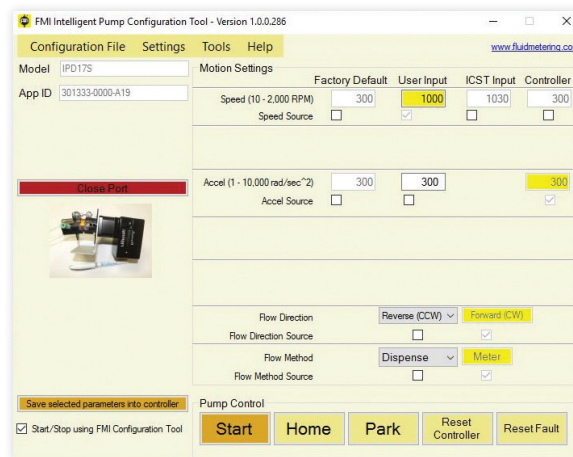 FMI Intelligent Pump Configuration Tool - Version 1.0.0.286
Configuration File Settings Tools Help www.fluidmetering.co
Model IPD17S
App ID 301333-0000-A19
Close Port
Save selected parameters into controller
Start/Stop using FMI Configuration Tool
Motion Settings
Factory Default User Input ICST Input Controller
Speed (10 - 2,000 RPM) 300 1000 1030 300
Speed Source
Accel (1 - 10,000 rad/sec^2) 300 300 300
Accel Source
Flow Direction Reverse (CCW) Forward (CW)
Flow Direction Source
Flow Method Dispense Meter
Flow Method Source
Pump Control
Start Home Park Reset Controller Reset Fault